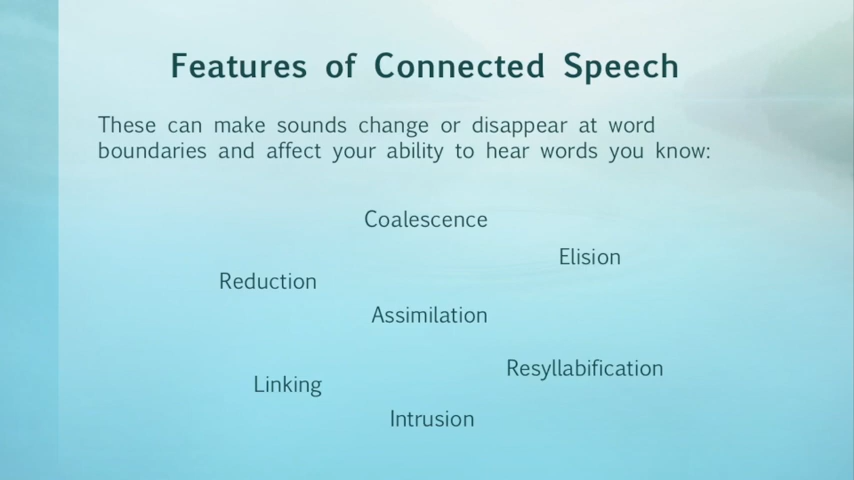 Features of Connected Speech
These can make sounds change or disappear at word
boundaries and affect your ability to hear words you know:
Coalescence
Elision
Reduction
Assimilation
Resyllabification
Linking
Intrusion